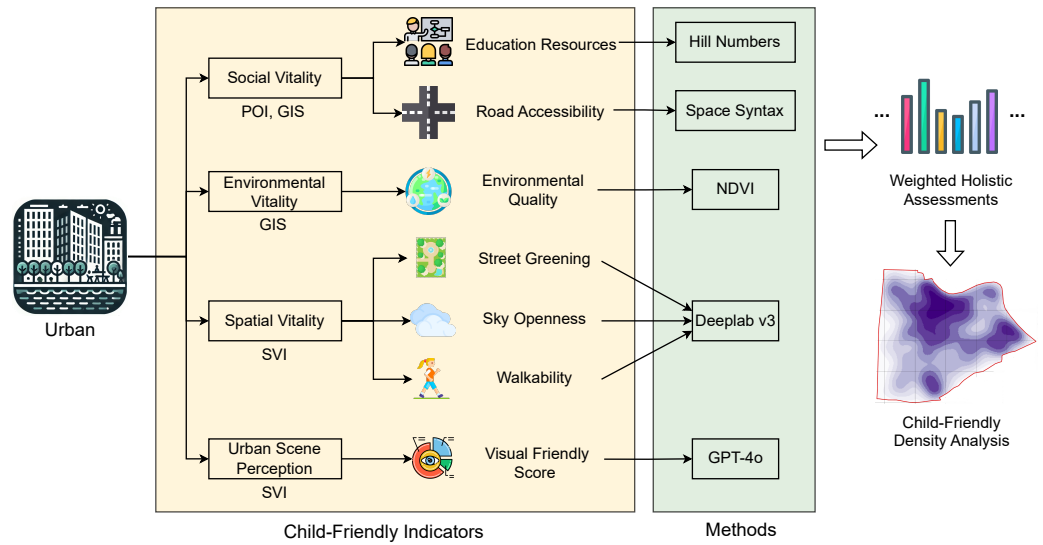 Urban
Social Vitality
POI, GIS
Environmental
Vitality
GIS
Spatial Vitality
SVI
Urban Scene
Perception
SVI
Education Resources
Road Accessibility
Environmental
Quality
Street Greening
Sky Openness
Walkability
Visual Friendly
Score
Child-Friendly Indicators
Hill Numbers
Space Syntax
NDVI
Deeplab v3
GPT-4o
Methods
... ...
Weighted Holistic
Assessments
Child-Friendly
Density Analysis